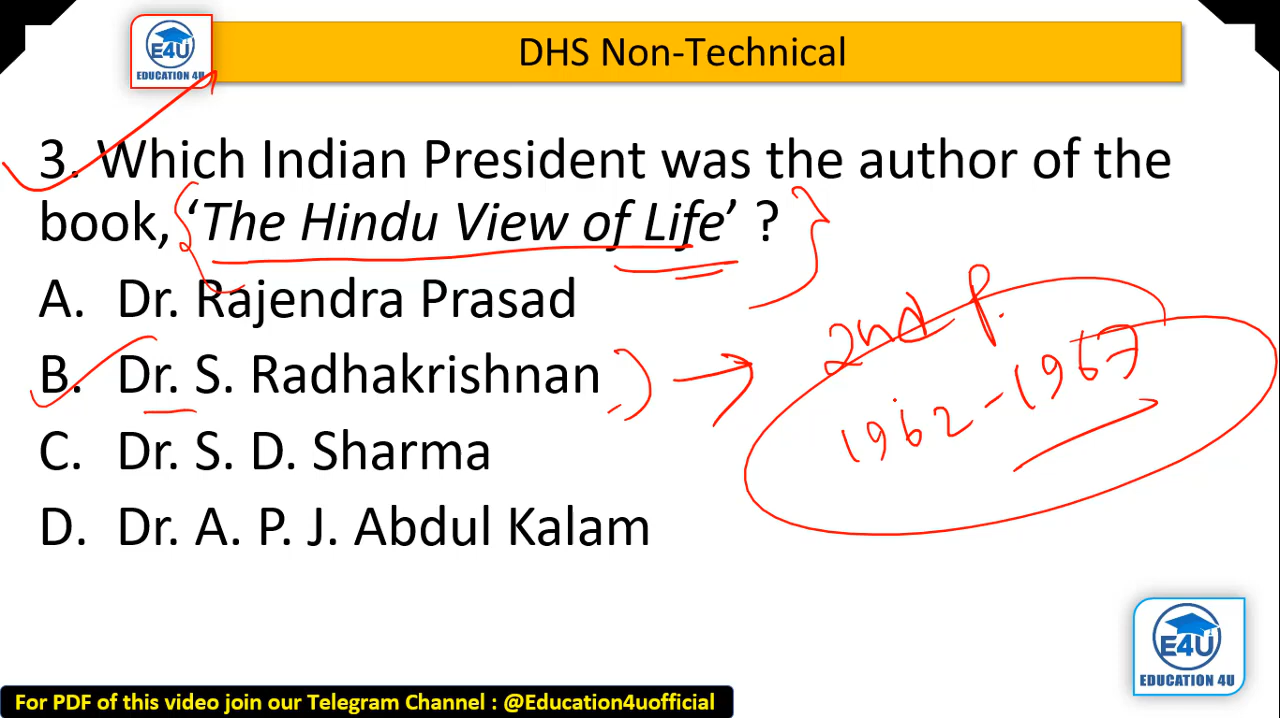 E4U
EDUCATION 4U
DHS Non-Technical
3. Which Indian President was the author of the
book, ‘The Hindu View of Life’ ?
A. Dr. Rajendra Prasad
B. Dr. S. Radhakrishnan
2nd P.
1962-1967
C. Dr. S. D. Sharma
D. Dr. A. P. J. Abdul Kalam
E4U
EDUCATION 4U
For PDF of this video join our Telegram Channel : @Education4uofficial